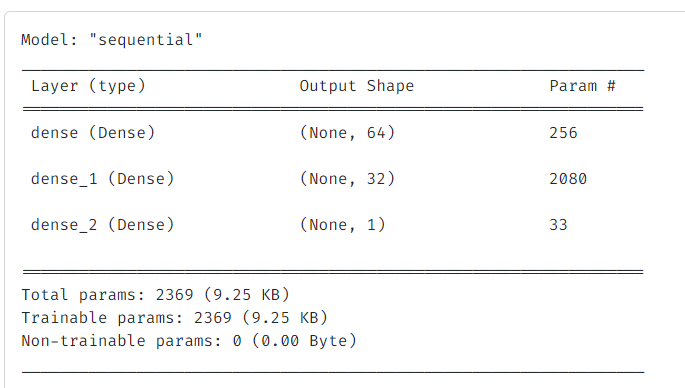 Model: "sequential"
Layer (type) Output Shape Param #
dense (Dense) (None, 64) 256
dense_1 (Dense) (None, 32) 2080
dense_2 (Dense) (None, 1) 33
Total params: 2369 (9.25 KB)
Trainable params: 2369 (9.25 KB)
Non-trainable params: 0 (0.00 Byte)